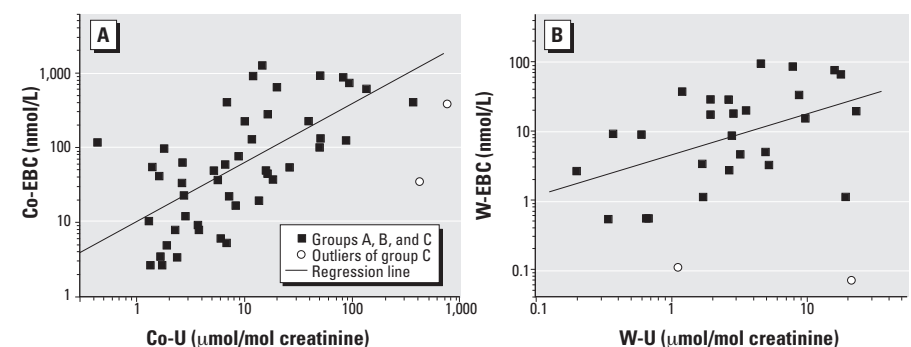 A
Co-EBC (nmol/L)
1,000
100
10
1
1
10
100
1,000
Co-U (μmol/mol creatinine)
Groups A, B, and C
Outliers of group C
Regression line
B
W-EBC (nmol/L)
100
10
1
0.1
0.1
1
10
W-U (μmol/mol creatinine)